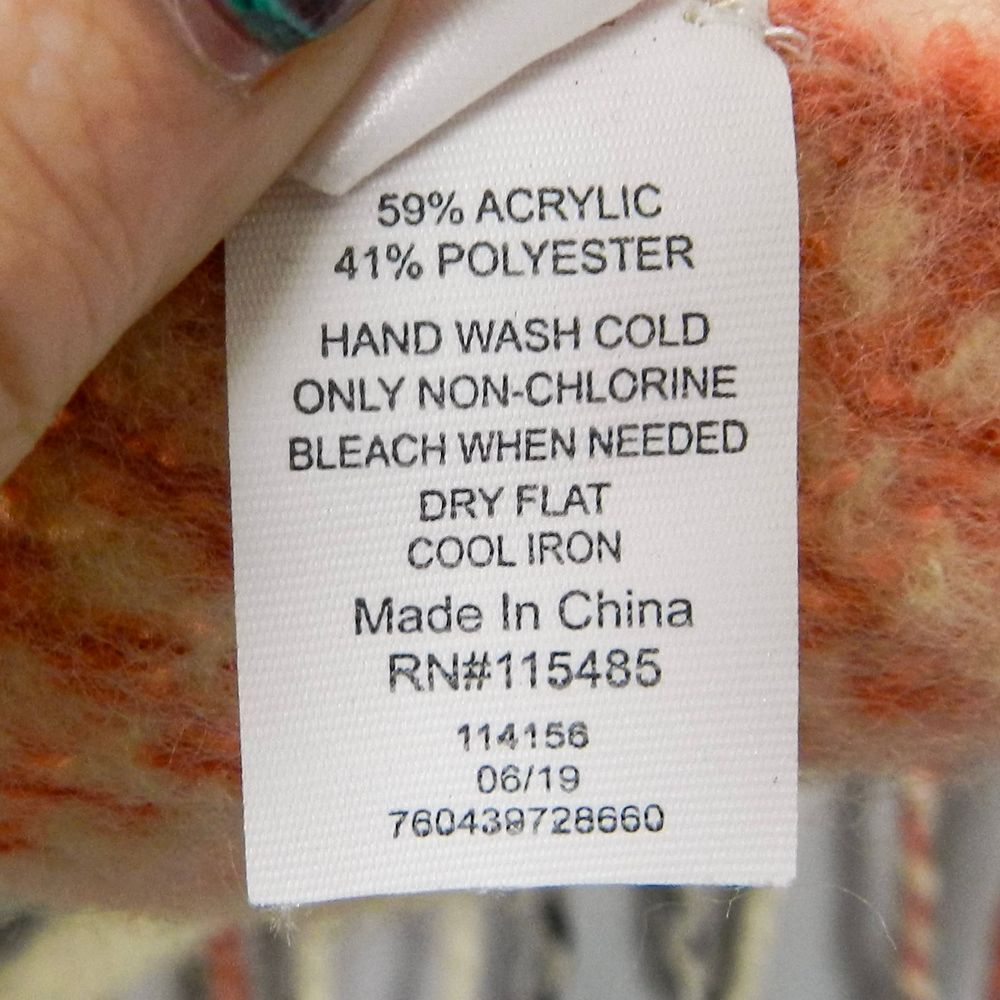 59% ACRYLIC
41% POLYESTER
HAND WASH COLD
ONLY NON-CHLORINE
BLEACH WHEN NEEDED
DRY FLAT
COOL IRON
Made In China
RN#115485
114156
06/19
760439728660